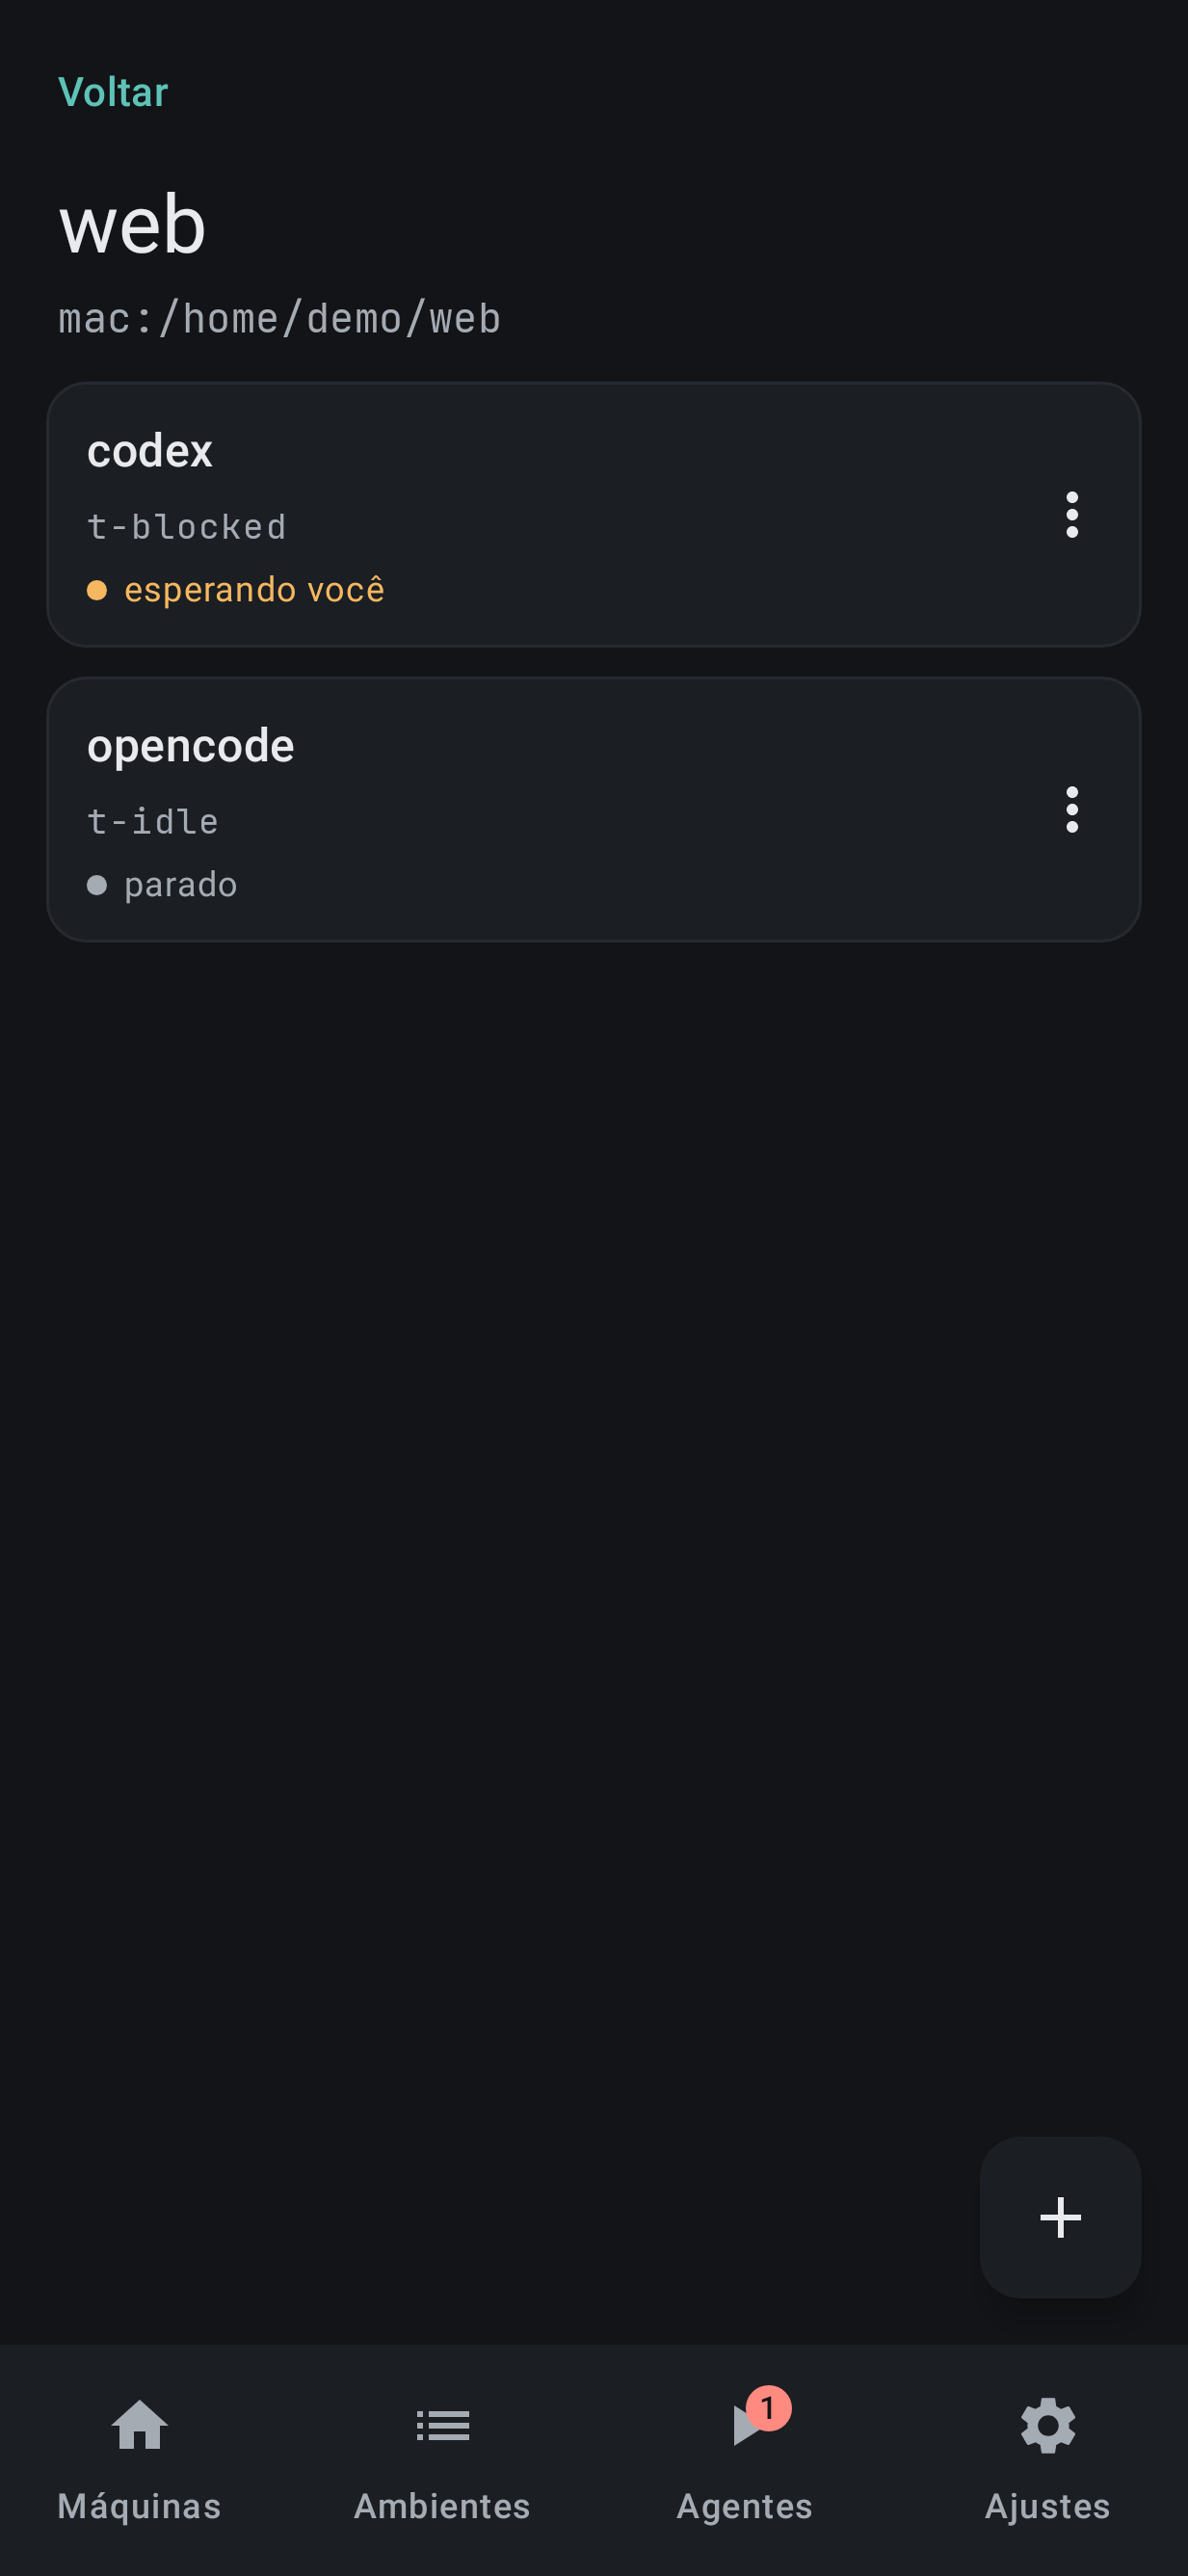 Voltar
web
mac:/home/demo/web
codex
t-blocked
esperando você
opencode
t-idle
parado
1
Máquinas
Ambientes
Agentes
Ajustes